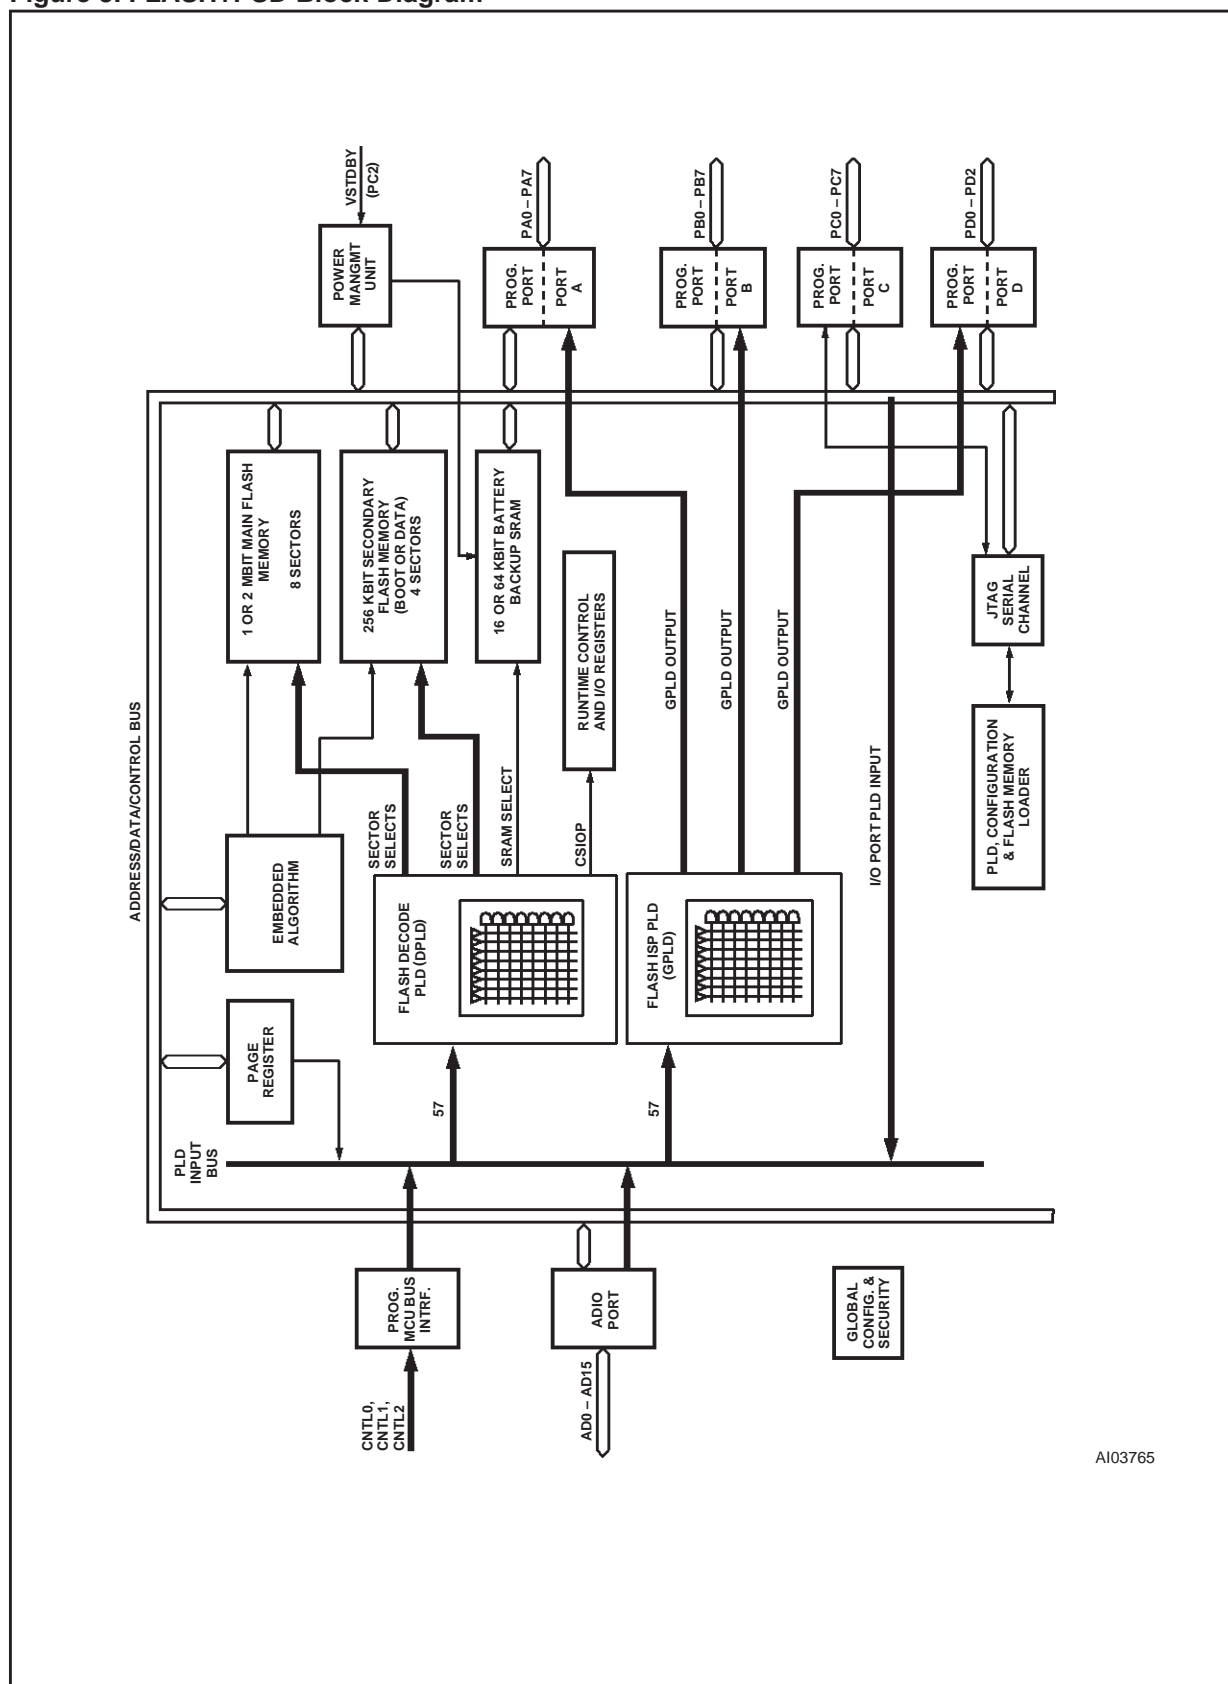 Figure
Block Diagram
ADDRESS/DATA/CONTROL BUS
CNTL0,
CNTL1,
CNTL2
PROG.
MCU BUS
INTRF.
AD0 – AD15
ADIO
PORT
GLOBAL
CONFIG. &
SECURITY
PLD
INPUT
BUS
PAGE
REGISTER
57
57
EMBEDDED
ALGORITHM
FLASH DECODE
PLD (DPLD)
FLASH ISP PLD
(GPLD)
SECTOR
SELECTS
SECTOR
SELECTS
SRAM SELECT
CSIOP
1 OR 2 MBIT MAIN FLASH
MEMORY
8 SECTORS
256 KBIT SECONDARY
FLASH MEMORY
(BOOT OR DATA)
4 SECTORS
16 OR 64 KBIT BATTERY
BACKUP SRAM
RUNTIME CONTROL
AND I/O REGISTERS
GPLD OUTPUT
GPLD OUTPUT
GPLD OUTPUT
I/O PORT PLD INPUT
PLD, CONFIGURATION
& FLASH MEMORY
LOADER
JTAG
SERIAL
CHANNEL
POWER
MANGMT
UNIT
VSTDBY
(PC2)
PROG.
PORT
PORT
A
PA0 – PA7
PROG.
PORT
PORT
B
PB0 – PB7
PROG.
PORT
PORT
C
PC0 – PC7
PROG.
PORT
PORT
D
PD0 – PD2
AI03765